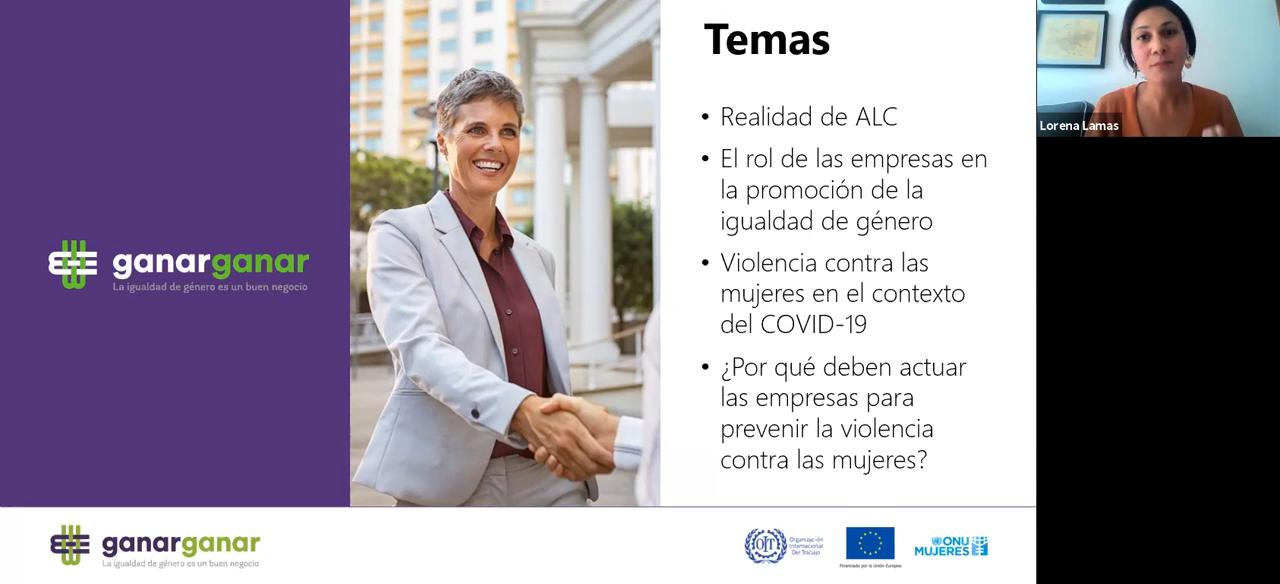 Temas
• Realidad de ALC
• El rol de las empresas en
la promoción de la
igualdad de género
• Violencia contra las
mujeres en el contexto
del COVID-19
• ¿Por qué deben actuar
las empresas para
prevenir la violencia
contra las mujeres?
ganarganar
La igualdad de género es un buen negocio
Lorena Lamas
ganarganar
La igualdad de género es un buen negocio
OIT
Organización
Internacional
Del Trabajo
Financiado por la Unión Europea
ONU
MUJERES